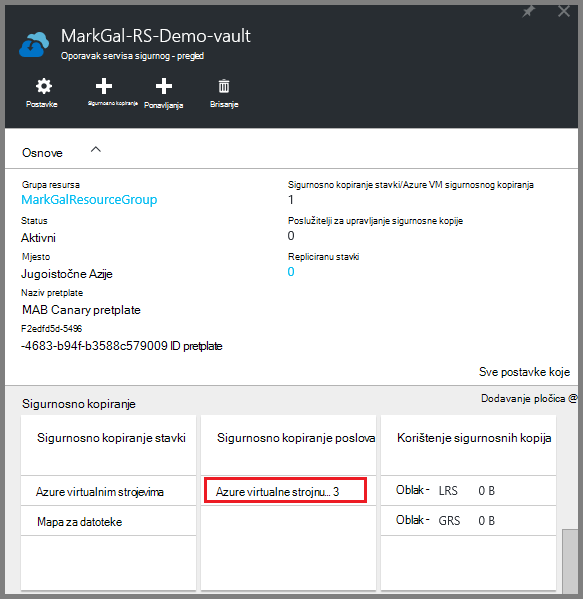 MarkGal-RS-Demo-vault
Oporavak servisa sigurnog - pregled
Postavke
Sigurnosno kopiranje
Ponavljanja
Brisanje
Osnove
Grupa resursa
MarkGalResourceGroup
Status
Aktivni
Mjesto
Jugoistočne Azije
Naziv pretplate
MAB Canary pretplate
F2edfd5d-5496
-4683-b94f-b3588c579009 ID pretplate
Sigurnosno kopiranje stavki/Azure VM sigurnosnog kopiranja
1
Poslužitelji za upravljanje sigurnosne kopije
0
Repliciranu stavki
0
Sve postavke koje
Sigurnosno kopiranje
Dodavanje pločica @
Sigurnosno kopiranje stavki
Azure virtualnim strojevima
Mapa za datoteke
Sigurnosno kopiranje poslova
Azure virtualne strojnu... 3
Korištenje sigurnosnih kopija
Oblak - LRS 0 B
Oblak - GRS 0 B